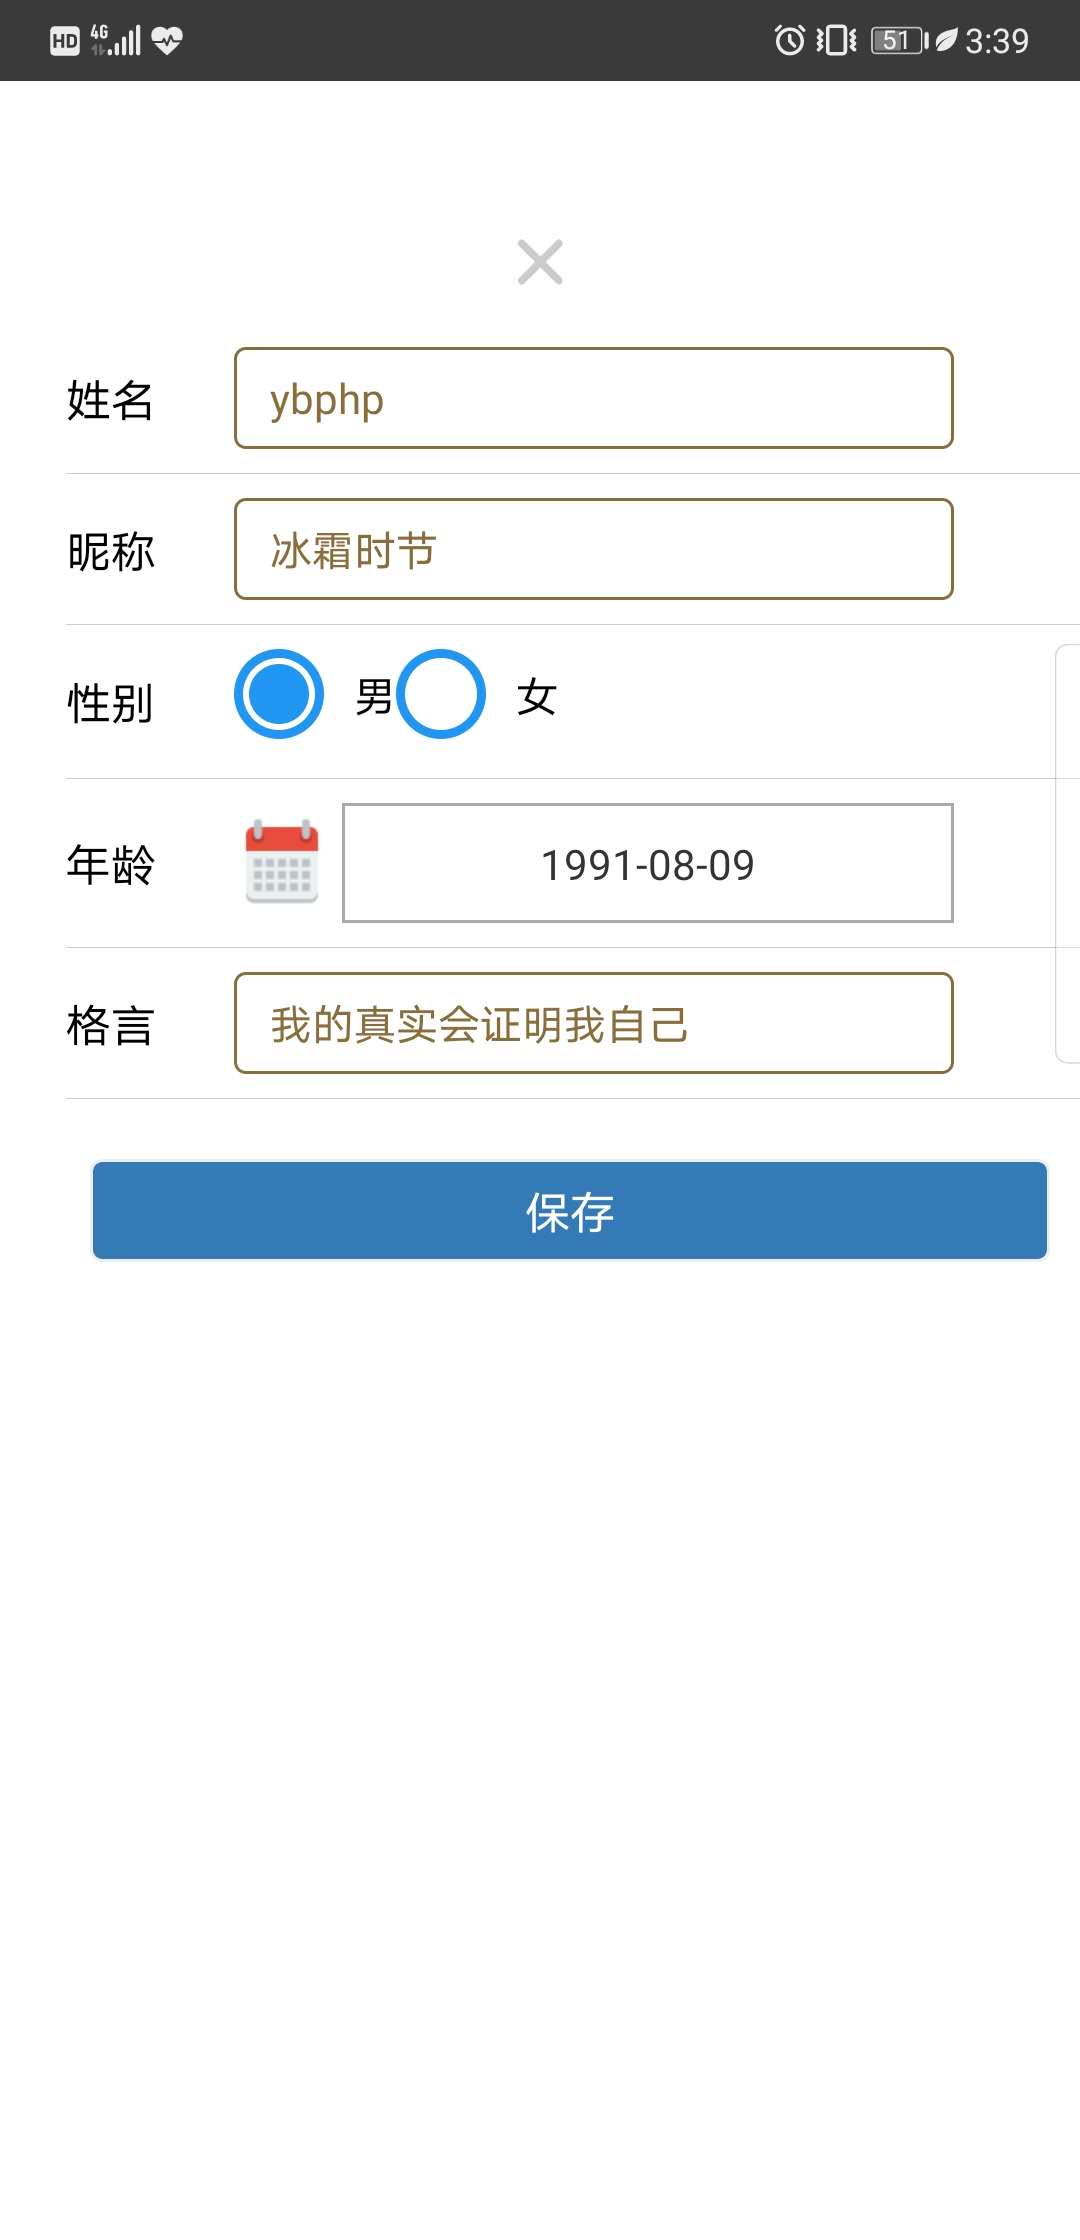 HD 4G 51 3:39
姓名 ybphp
昵称 冰霜时节
性别 男 女
年龄 1991-08-09
格言 我的真实会证明我自己
保存